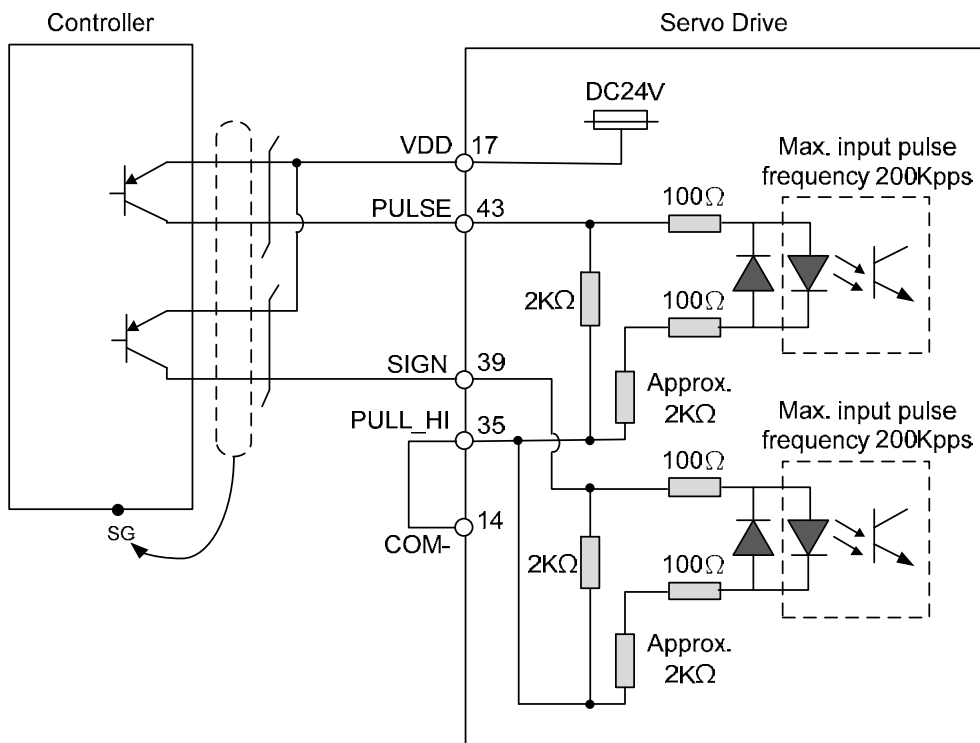 Controller
Servo Drive
DC24V
VDD
17
Max. input pulse
frequency 200Kpps
PULSE
43
100Ω
2KΩ
100Ω
SIGN
39
Approx.
2KΩ
PULL_HI
35
Max. input pulse
frequency 200Kpps
100Ω
SG
14
COM-
2KΩ
100Ω
Approx.
2KΩ